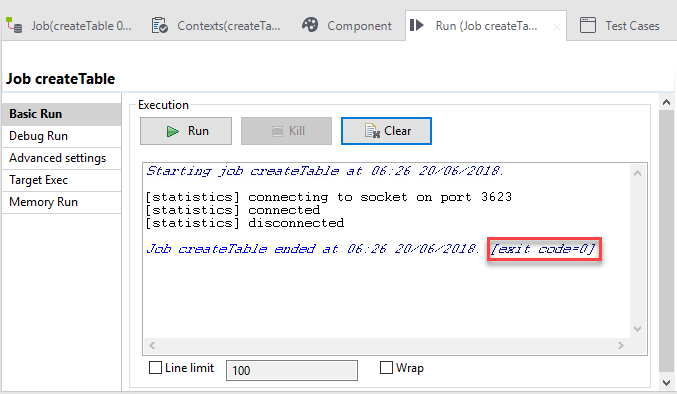 Job(createTable 0... Contexts(createTa... Component Run (Job createTa... Test Cases
Job createTable
Basic Run
Debug Run
Advanced settings
Target Exec
Memory Run
Execution
Run Kill Clear
Starting job createTable at 06:26 20/06/2018.
[statistics] connecting to socket on port 3623
[statistics] connected
[statistics] disconnected
Job createTable ended at 06:26 20/06/2018. [exit code=0]
Line limit 100 Wrap